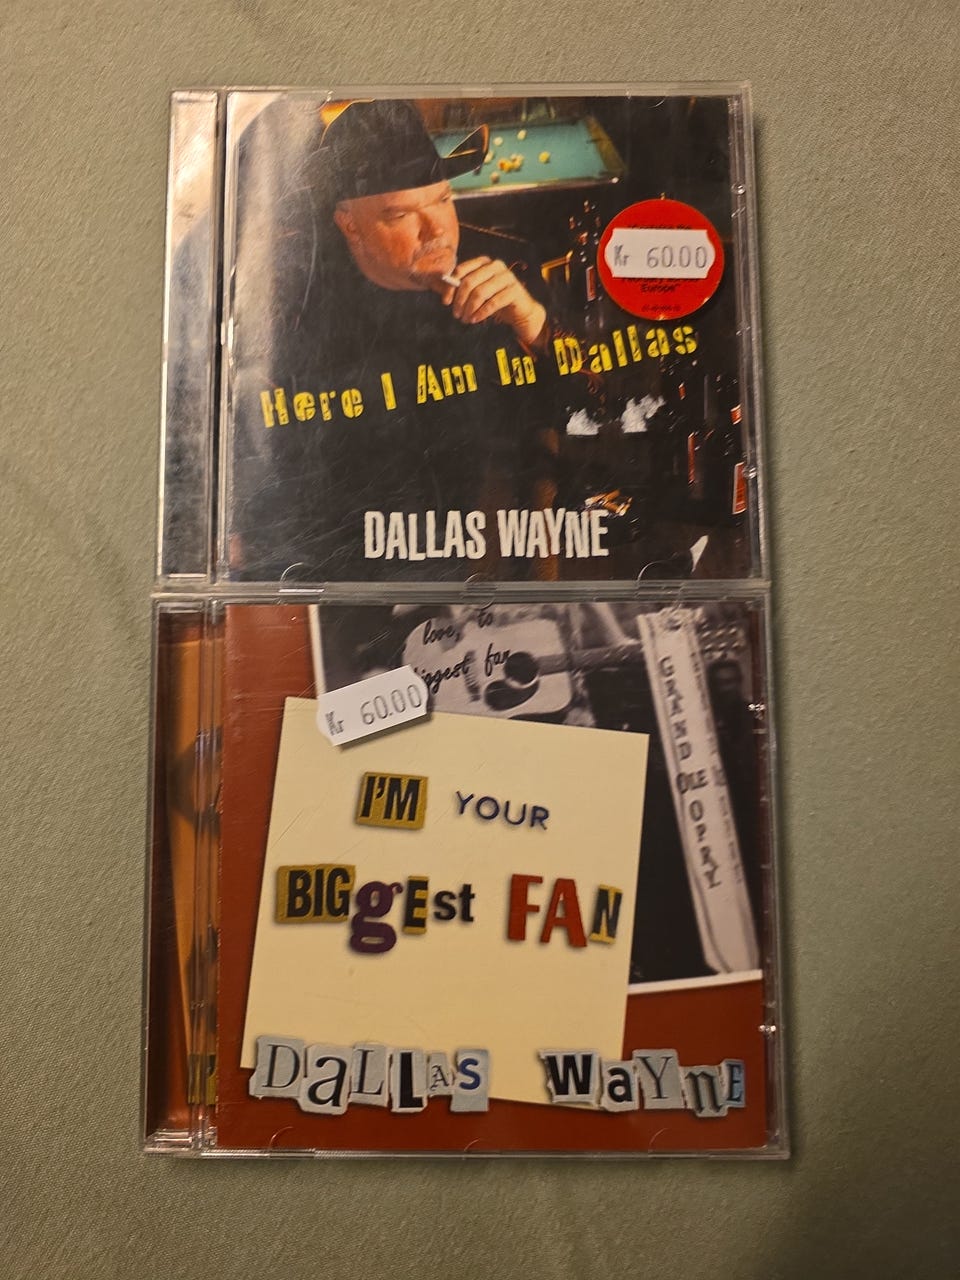 Kr 60.00
Europe"
Here I Am In Dallas
DALLAS WAYNE
love, to
biggest fan
Kr 60.00
GRAND OLE OPRY
I'M YOUR
BIGgEst FAN
DALLAS WaYnE